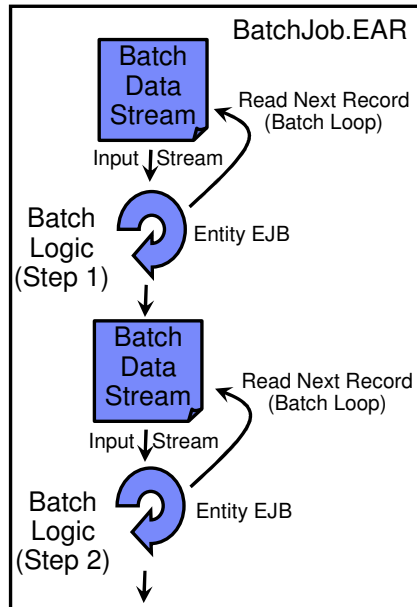 BatchJob.EAR
Batch
Data
Stream
Read Next Record
(Batch Loop)
Input Stream
Batch
Logic
(Step 1)
Entity EJB
Batch
Data
Stream
Read Next Record
(Batch Loop)
Input Stream
Batch
Logic
(Step 2)
Entity EJB